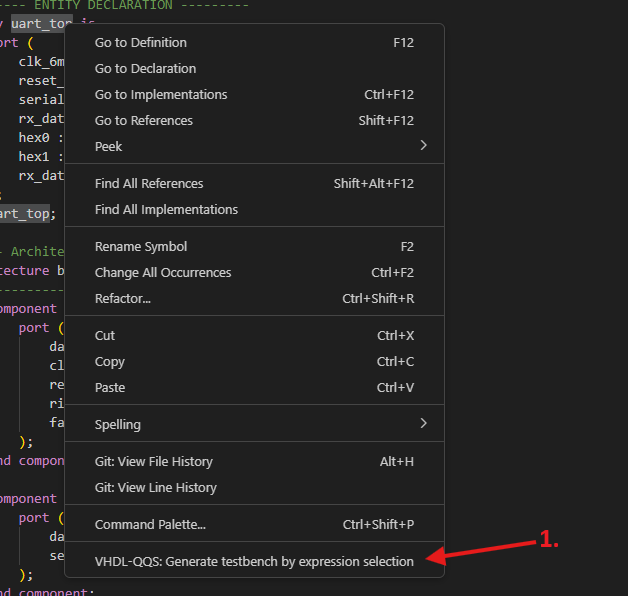 ---- ENTITY DECLARATION ---------
y uart_top is
ort (
clk_6m
reset_
serial
rx_dat
hex0 :
hex1 :
rx_dat
;
art_top;
- Archite
tecture b
----------
omponent
port (
da
cl
re
ri
fa
);
nd compon
omponent
port (
da
se
);
nd component;
Go to Definition F12
Go to Declaration
Go to Implementations Ctrl+F12
Go to References Shift+F12
Peek >
Find All References Shift+Alt+F12
Find All Implementations
Rename Symbol F2
Change All Occurrences Ctrl+F2
Refactor... Ctrl+Shift+R
Cut Ctrl+X
Copy Ctrl+C
Paste Ctrl+V
Spelling >
Git: View File History Alt+H
Git: View Line History
Command Palette... Ctrl+Shift+P
VHDL-QQS: Generate testbench by expression selection
1.